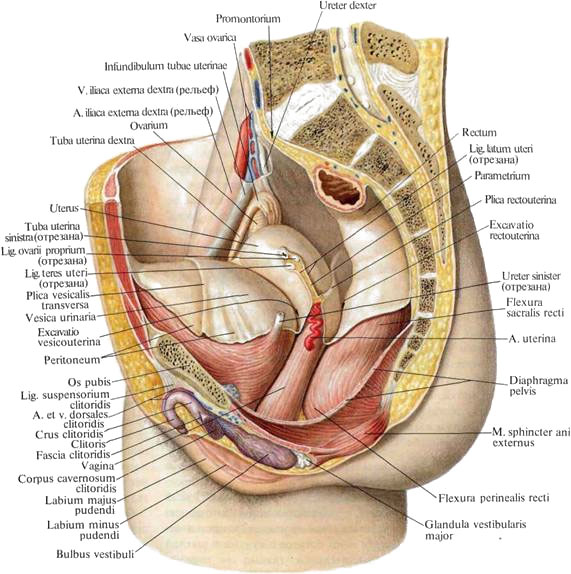 Ureter dexter
Promontorium
Vasa ovarica
Infundibulum tubae uterinae
V. iliaca externa dextra (рельеф)
A. iliaca externa dextra (рельеф)
Ovarium
Tuba uterina dextra
Uterus
Tuba uterina
sinistra (отрезана)
Lig. ovarii proprium
(отрезана)
Lig. teres uteri
(отрезана)
Plica vesicalis
transversa
Vesica urinaria
Excavatio
vesicouterina
Peritoneum
Os pubis
Lig. suspensorium
clitoridis
A. et v. dorsales
clitoridis
Crus clitoridis
Clitoris
Fascia clitoridis
Vagina
Corpus cavernosum
clitoridis
Labium majus
pudendi
Labium minus
pudendi
Bulbus vestibuli
Rectum
Lig. latum uteri
(отрезана)
Parametrium
Plica rectouterina
Excavatio
rectouterina
Ureter sinister
(отрезана)
Flexura
sacralis recti
A. uterina
Diaphragma
pelvis
M. sphincter ani
externus
Flexura perinealis recti
Glandula vestibularis
major